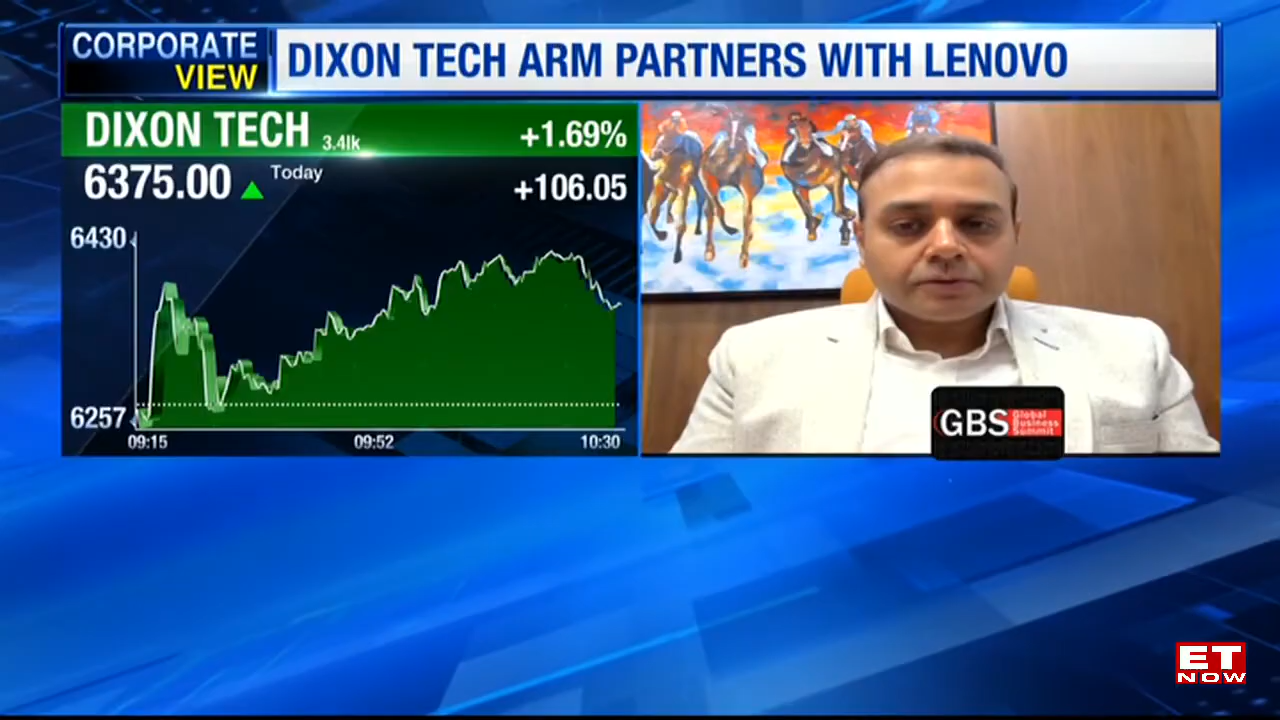 CORPORATE
VIEW
DIXON TECH ARM PARTNERS WITH LENOVO
DIXON TECH 3.4lk +1.69%
6375.00 Today +106.05
6430
6257
09:15 09:52 10:30
GBS Global
Business
Summit
ET
NOW